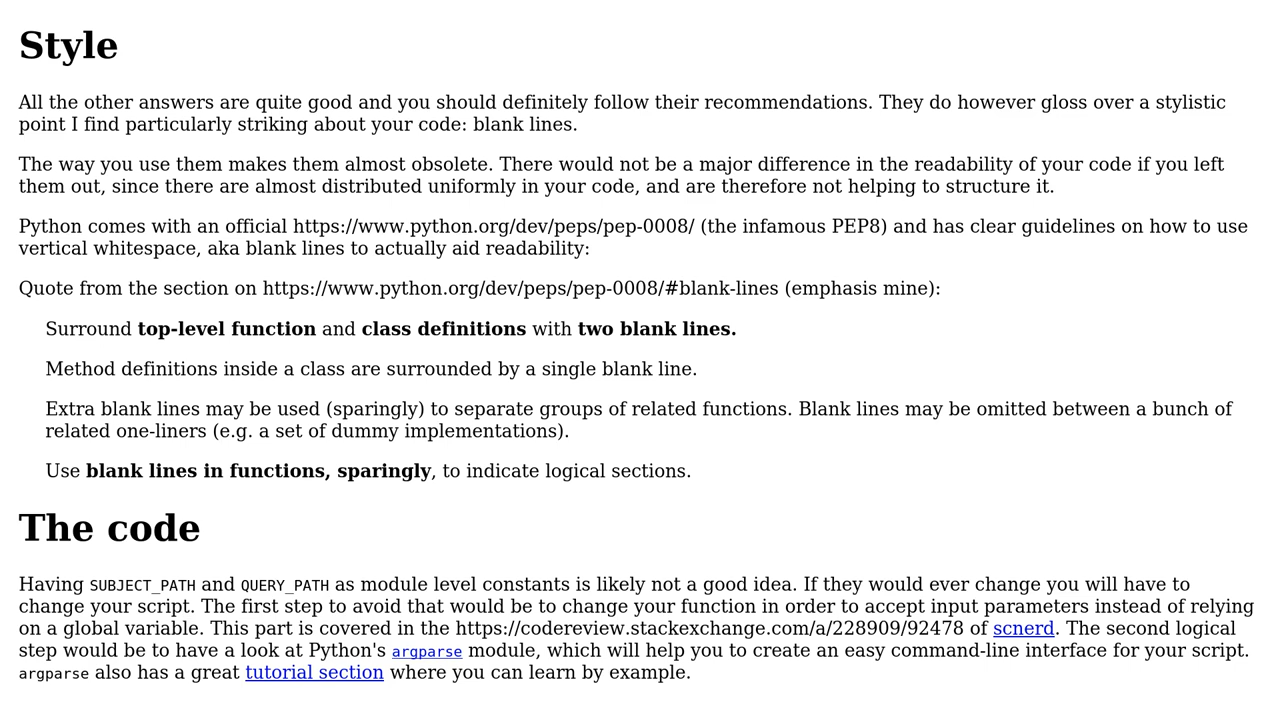 Style
All the other answers are quite good and you should definitely follow their recommendations. They do however gloss over a stylistic
point I find particularly striking about your code: blank lines.
The way you use them makes them almost obsolete. There would not be a major difference in the readability of your code if you left
them out, since there are almost distributed uniformly in your code, and are therefore not helping to structure it.
Python comes with an official https://www.python.org/dev/peps/pep-0008/ (the infamous PEP8) and has clear guidelines on how to use
vertical whitespace, aka blank lines to actually aid readability:
Quote from the section on https://www.python.org/dev/peps/pep-0008/#blank-lines (emphasis mine):
Surround top-level function and class definitions with two blank lines.
Method definitions inside a class are surrounded by a single blank line.
Extra blank lines may be used (sparingly) to separate groups of related functions. Blank lines may be omitted between a bunch of
related one-liners (e.g. a set of dummy implementations).
Use blank lines in functions, sparingly, to indicate logical sections.
The code
Having SUBJECT_PATH and QUERY_PATH as module level constants is likely not a good idea. If they would ever change you will have to
change your script. The first step to avoid that would be to change your function in order to accept input parameters instead of relying
on a global variable. This part is covered in the https://codereview.stackexchange.com/a/228909/92478 of scnerd. The second logical
step would be to have a look at Python's argparse module, which will help you to create an easy command-line interface for your script.
argparse also has a great tutorial section where you can learn by example.